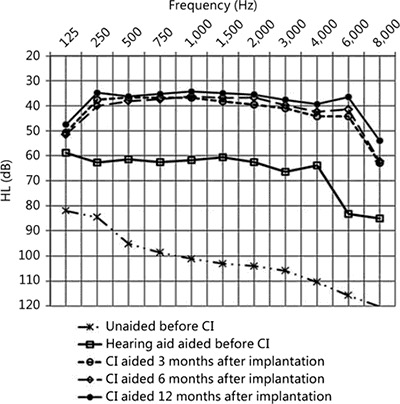 Frequency (Hz)
125 250 500 750 1,000 1,500 2,000 3,000 4,000 6,000 8,000
20
30
40
50
60
70
80
90
100
110
120
HL (dB)
Unaided before CI
Hearing aid aided before CI
CI aided 3 months after implantation
CI aided 6 months after implantation
CI aided 12 months after implantation